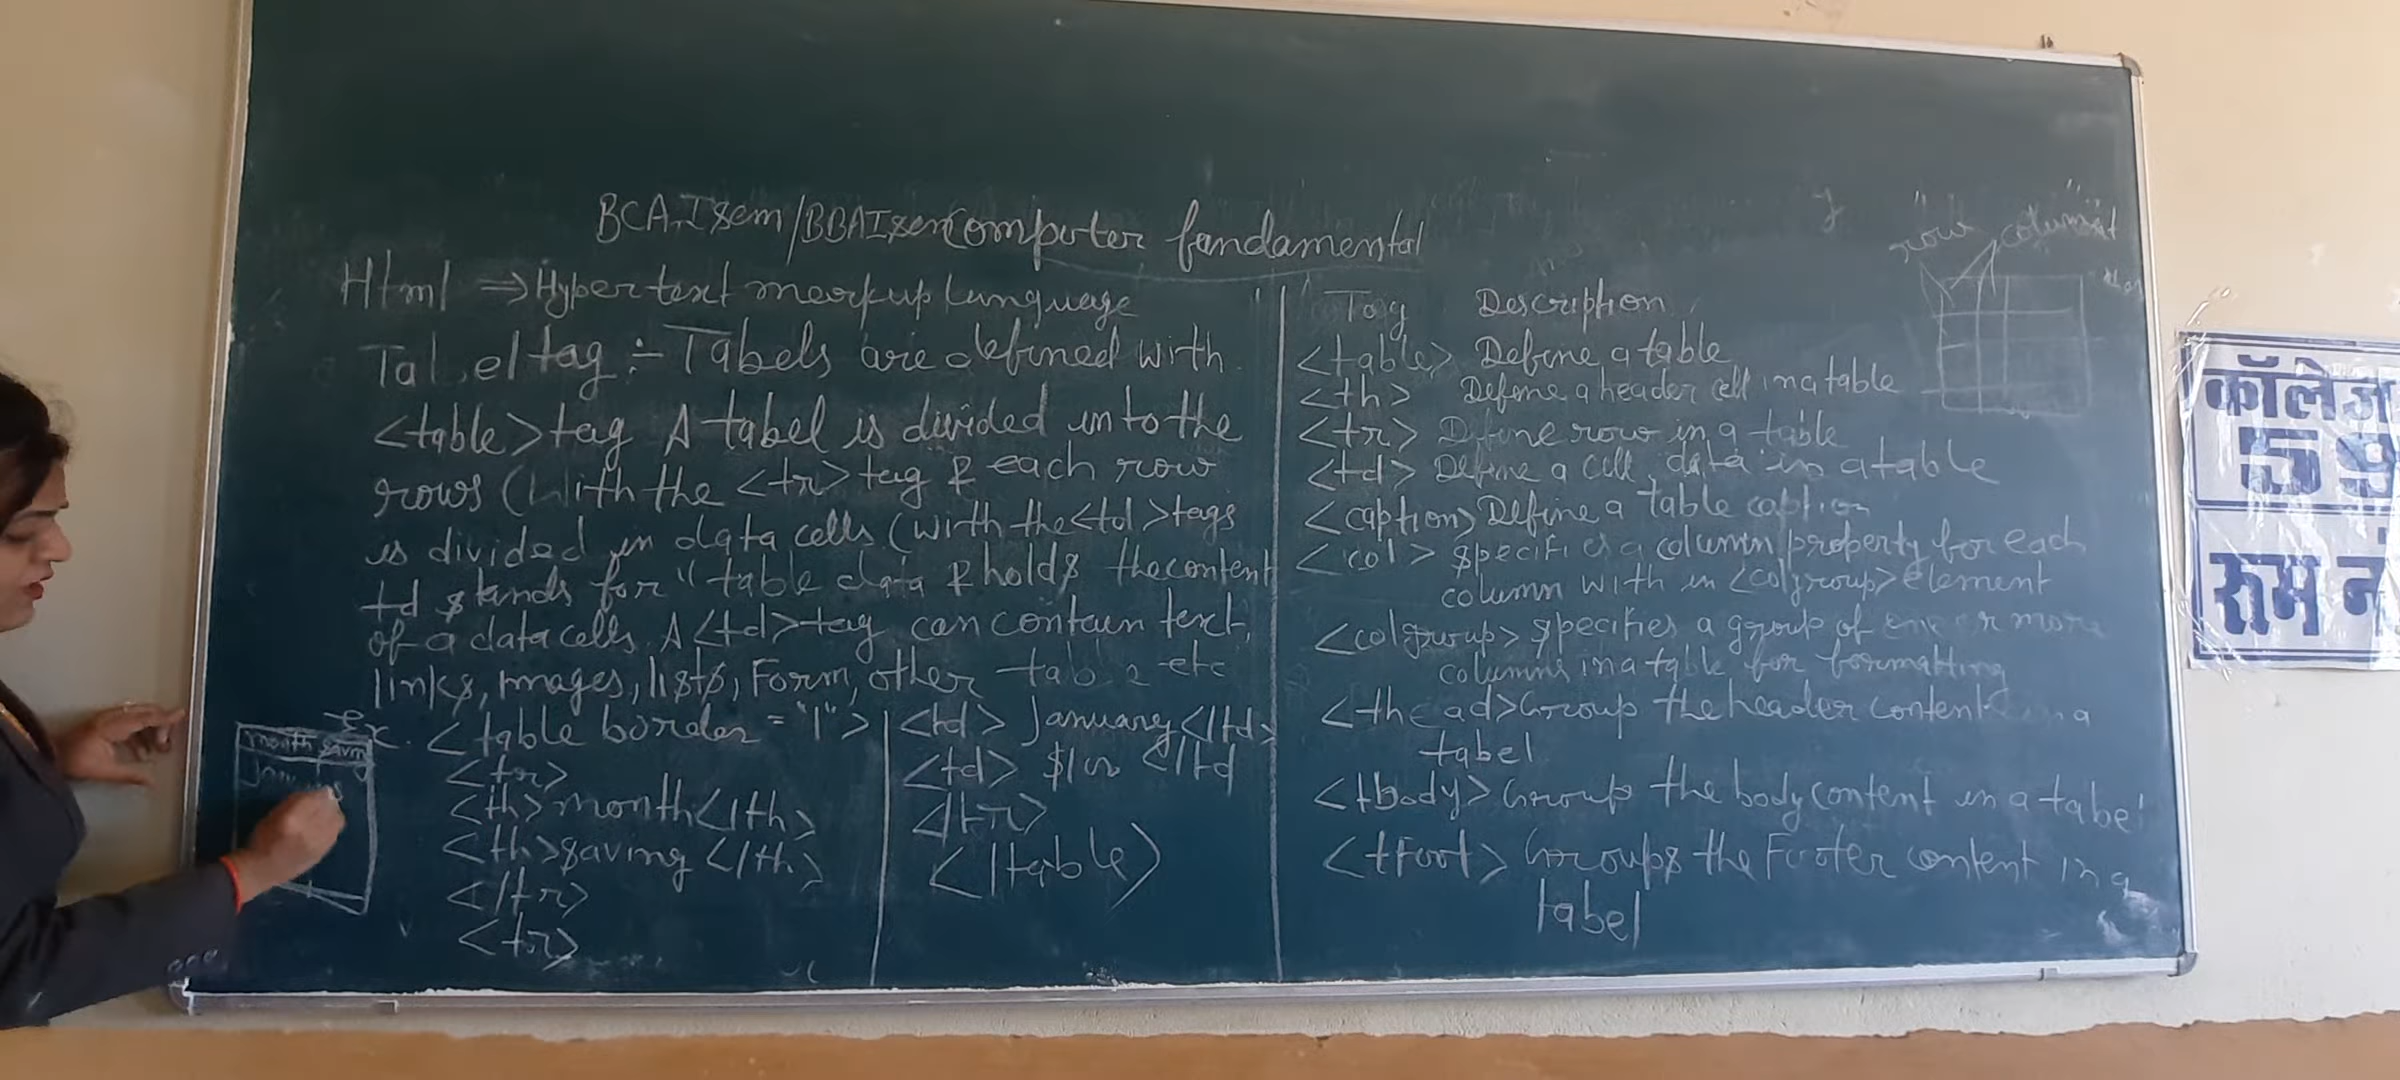 BCA I sem/BBA I sem Computer fandamental
Html ⇒ Hyper text markup Language
Tabel tag ÷ Tabels are defined with
<table> tag A tabel is divided in to the
rows (With the <tr> tag & each row
is divided in data cells (with the <td> tags
td stands for "table data & holds the content
of a data cells. A <td> tag can contain text,
links, images, lists, Form, other table etc
Ex. <table border = "1">
<tr>
<th> month </th>
<th> saving </th>
</tr>
<tr>
<td> January </td>
<td> $100 </td
</tr>
</table>
month saving
Tag Description
<table> Define a table
<th> Define a header cell in a table
<tr> Define row in a table
<td> Define a cell, data in a table
<caption> Define a table caption
<col> specifies a column property for each
column with in <colgroup> element
<colgroup> specifies a group of one or more
columns in a table for formatting
<thead> Group the header content in a
tabel
<tbody> Group the body content in a tabel
<tFoot> Groups the Footer content in a
tabel
row column
कॉलेज
59
रूम नं